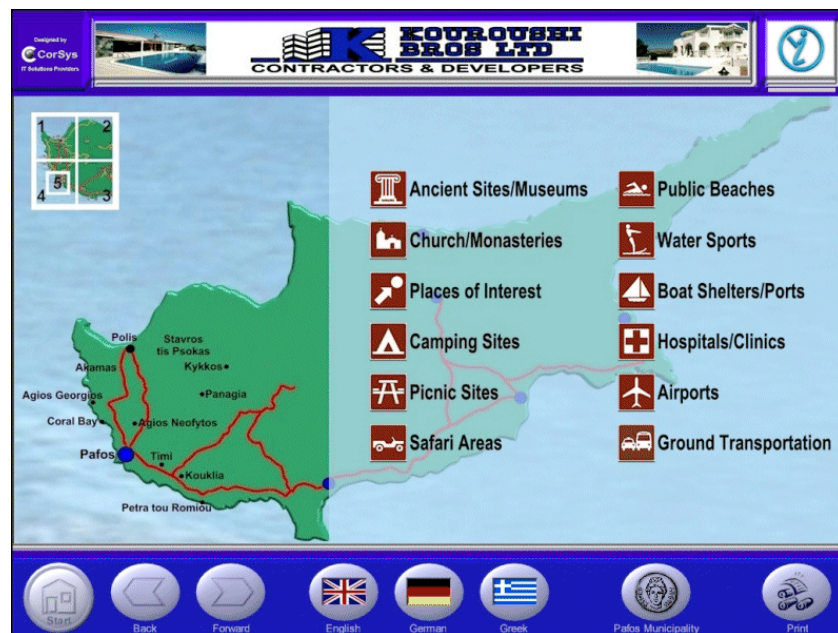 Designed by
CorSys
IT Solutions Providers
KOUROUSHI
BROS LTD
CONTRACTORS & DEVELOPERS
i
1
2
5
4
3
Ancient Sites/Museums
Public Beaches
Church/Monasteries
Water Sports
Places of Interest
Boat Shelters/Ports
Camping Sites
Hospitals/Clinics
Picnic Sites
Airports
Safari Areas
Ground Transportation
Polis
Stavros
tis Psokas
Kykkos
Akamas
Panagia
Agios Georgios
Coral Bay
Agios Neofytos
Pafos
Timi
Kouklia
Petra tou Romiou
Start
Back
Forward
English
German
Greek
Pafos Municipality
Print